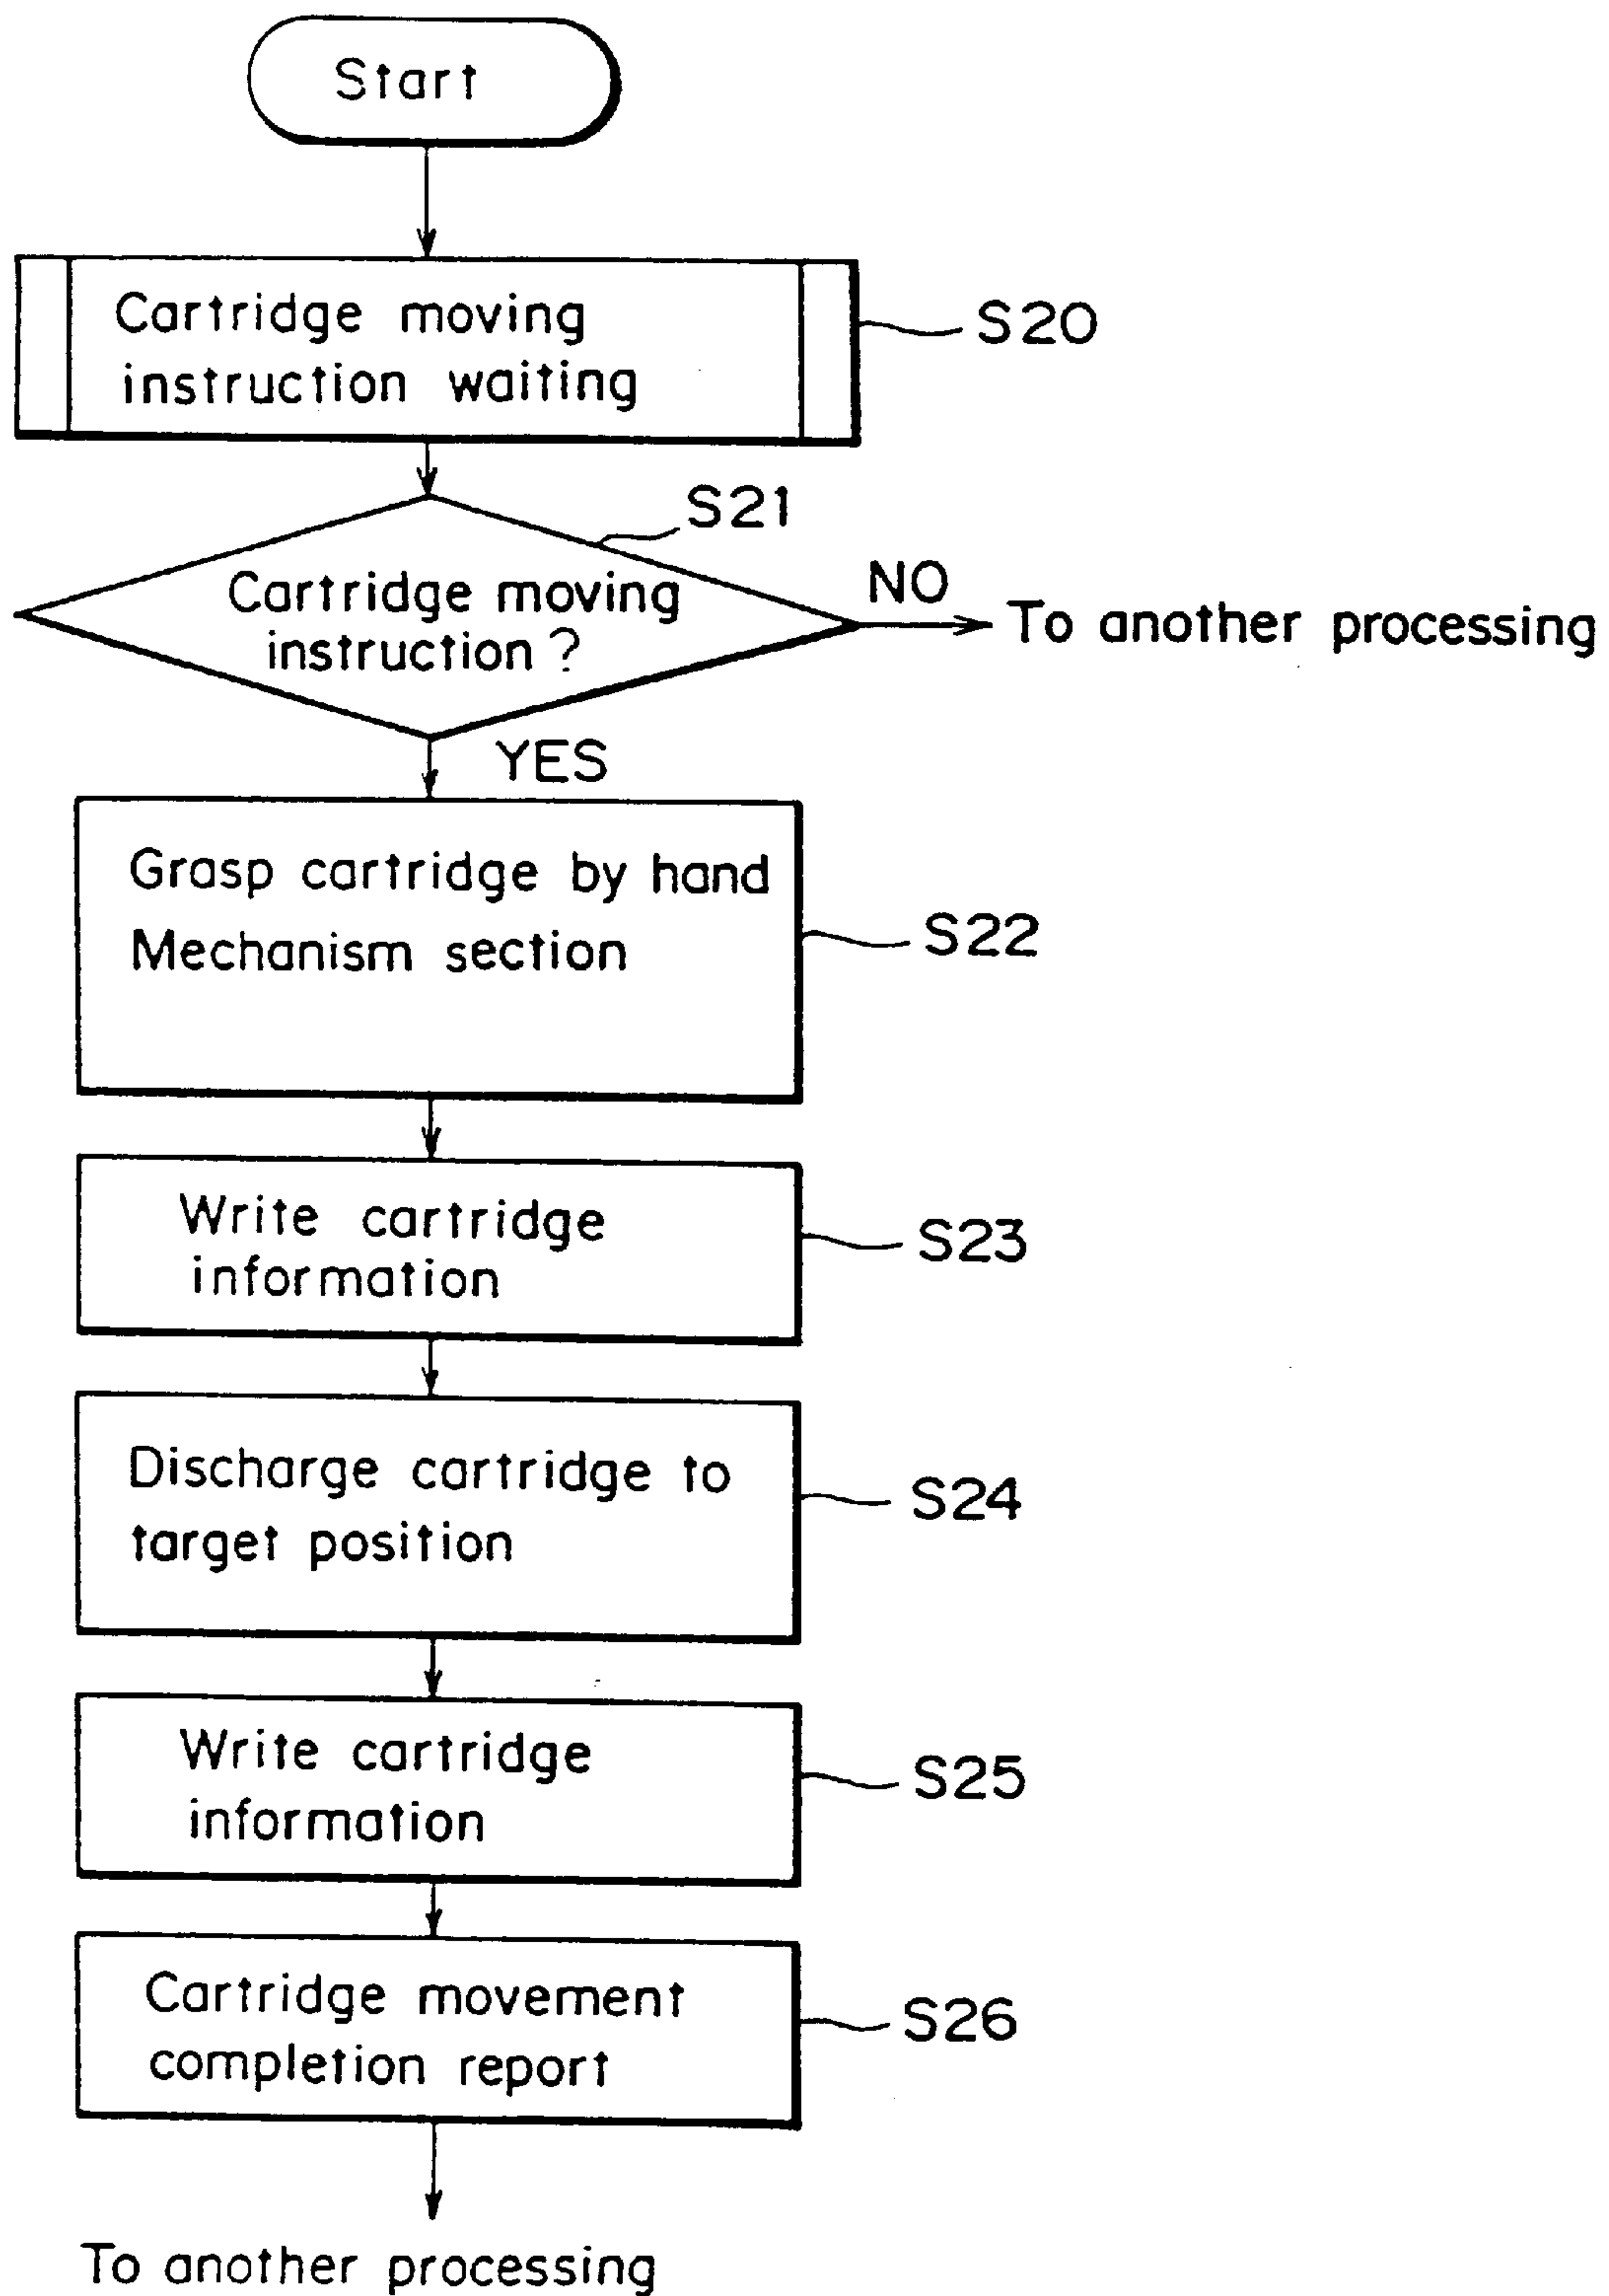 Start
Cartridge moving
instruction waiting
S20
S21
Cartridge moving
instruction ?
NO
To another processing
YES
Grasp cartridge by hand
Mechanism section
S22
Write cartridge
information
S23
Discharge cartridge to
target position
S24
Write cartridge
information
S25
Cartridge movement
completion report
S26
To another processing